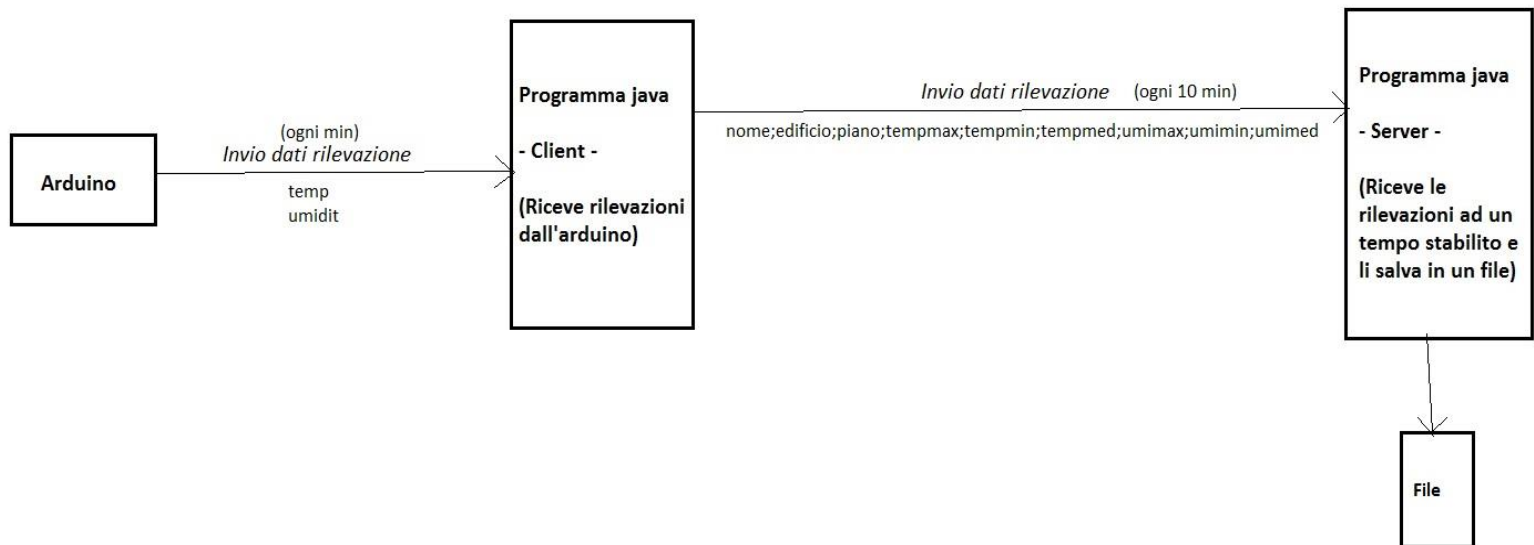 Arduino
(ogni min)
Invio dati rilevazione
temp
umidit
Programma java
- Client -
(Riceve rilevazioni
dall'arduino)
Invio dati rilevazione (ogni 10 min)
nome;edificio;piano;tempmax;tempmin;tempmed;umimax;umimin;umimed
Programma java
- Server -
(Riceve le
rilevazioni ad un
tempo stabilito e
li salva in un file)
File